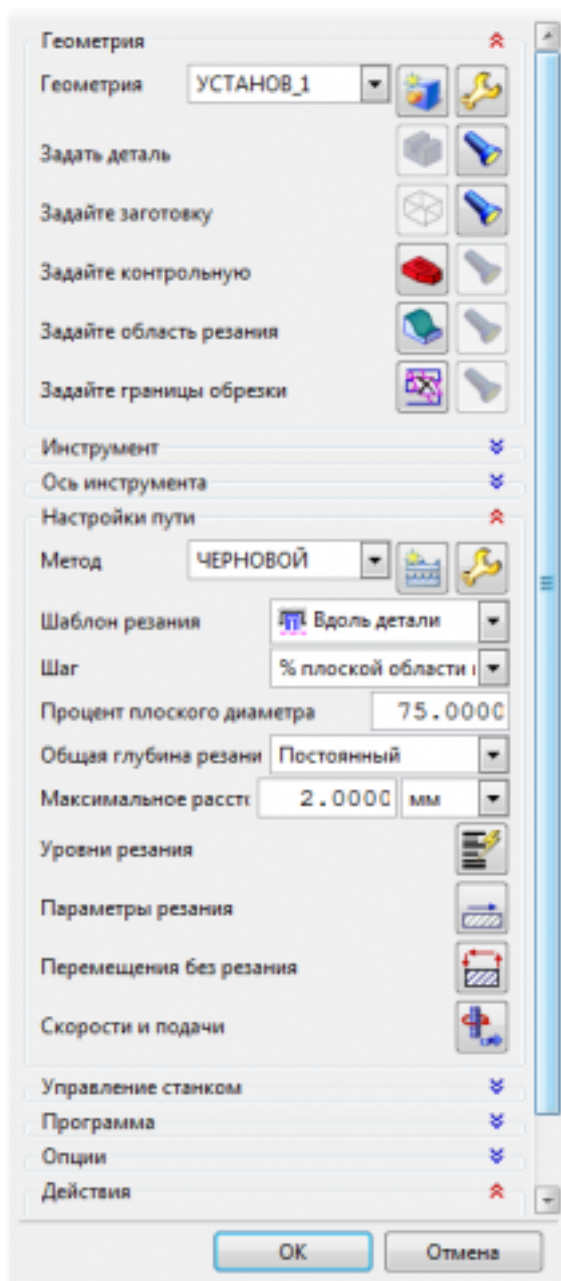 Геометрия
Геометрия УСТАНОВ_1
Задать деталь
Задайте заготовку
Задайте контрольную
Задайте область резания
Задайте границы обрезки
Инструмент
Ось инструмента
Настройки пути
Метод ЧЕРНОВОЙ
Шаблон резания Вдоль детали
Шаг % плоской области
Процент плоского диаметра 75.0000
Общая глубина резани Постоянный
Максимальное расст 2.0000 мм
Уровни резания
Параметры резания
Перемещения без резания
Скорости и подачи
Управление станком
Программа
Опции
Действия
OK Отмена